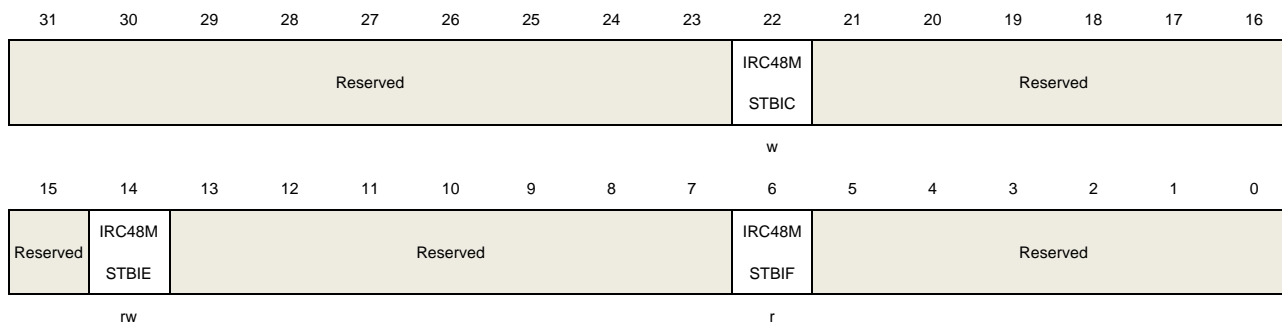 31 30 29 28 27 26 25 24 23 22 21 20 19 18 17 16
Reserved IRC48M STBIC Reserved
w
15 14 13 12 11 10 9 8 7 6 5 4 3 2 1 0
Reserved IRC48M STBIE Reserved IRC48M STBIF Reserved
rw r